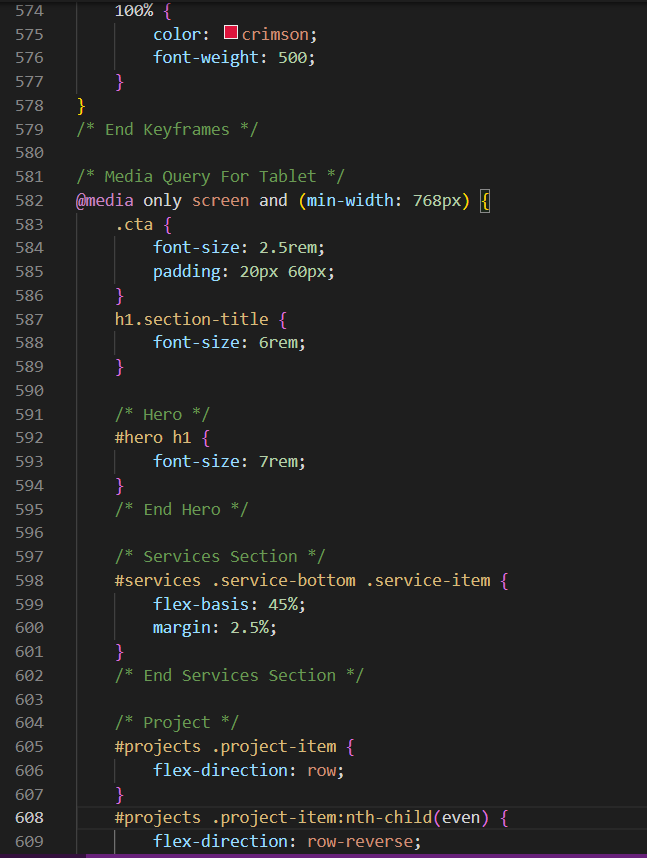 574 100% {
575 color: crimson;
576 font-weight: 500;
577 }
578 }
579 /* End Keyframes */
580
581 /* Media Query For Tablet */
582 @media only screen and (min-width: 768px) {
583 .cta {
584 font-size: 2.5rem;
585 padding: 20px 60px;
586 }
587 h1.section-title {
588 font-size: 6rem;
589 }
590
591 /* Hero */
592 #hero h1 {
593 font-size: 7rem;
594 }
595 /* End Hero */
596
597 /* Services Section */
598 #services .service-bottom .service-item {
599 flex-basis: 45%;
600 margin: 2.5%;
601 }
602 /* End Services Section */
603
604 /* Project */
605 #projects .project-item {
606 flex-direction: row;
607 }
608 #projects .project-item:nth-child(even) {
609 flex-direction: row-reverse;